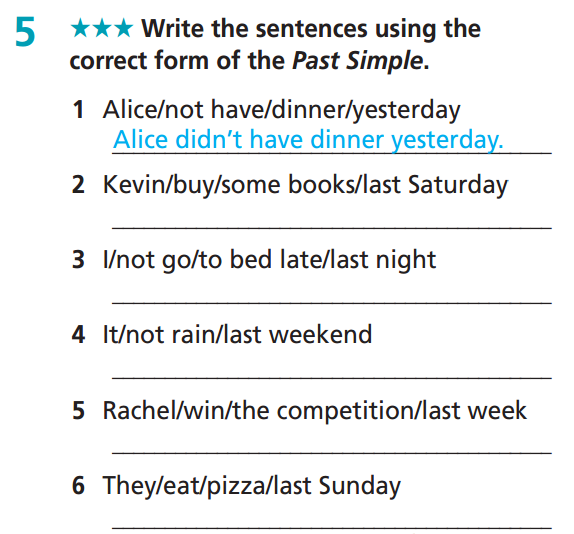 5 ★★★ Write the sentences using the
correct form of the Past Simple.
1 Alice/not have/dinner/yesterday
Alice didn't have dinner yesterday.
2 Kevin/buy/some books/last Saturday
3 I/not go/to bed late/last night
4 It/not rain/last weekend
5 Rachel/win/the competition/last week
6 They/eat/pizza/last Sunday